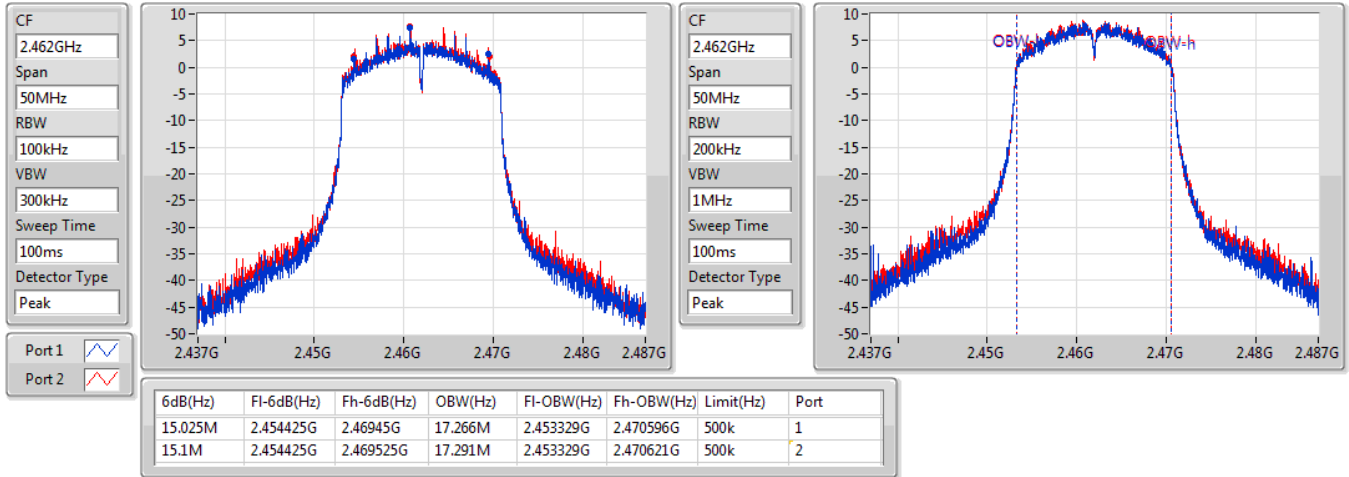 CF
2.462GHz
Span
50MHz
RBW
100kHz
VBW
300kHz
Sweep Time
100ms
Detector Type
Peak
Port 1
Port 2
10-
5-
0-
-5-
-10-
-15-
-20-
-25-
-30-
-35-
-40-
-45-
-50-
2.437G 2.45G 2.46G 2.47G 2.48G 2.487G
CF
2.462GHz
Span
50MHz
RBW
200kHz
VBW
1MHz
Sweep Time
100ms
Detector Type
Peak
10-
5-
0-
-5-
-10-
-15-
-20-
-25-
-30-
-35-
-40-
-45-
-50-
OBW-h
2.437G 2.45G 2.46G 2.47G 2.48G 2.487G
6dB(Hz) Fl-6dB(Hz) Fh-6dB(Hz) OBW(Hz) Fl-OBW(Hz) Fh-OBW(Hz) Limit(Hz) Port
15.025M 2.454425G 2.46945G 17.266M 2.453329G 2.470596G 500k 1
15.1M 2.454425G 2.469525G 17.291M 2.453329G 2.470621G 500k 2